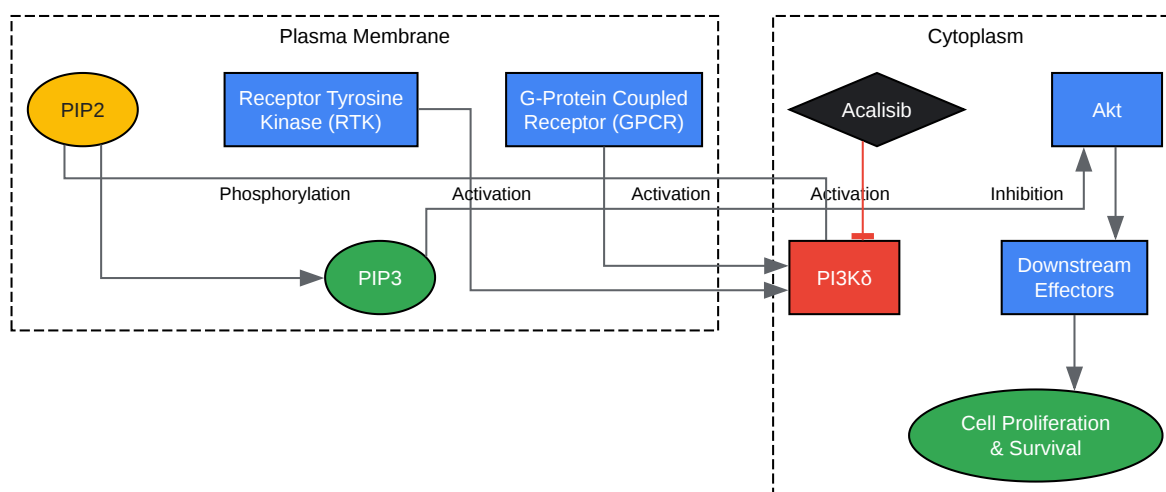 Plasma Membrane
Cytoplasm
PIP2
Receptor Tyrosine
Kinase (RTK)
G-Protein Coupled
Receptor (GPCR)
Acalisib
Akt
Phosphorylation
Activation
Activation
Activation
Inhibition
PIP3
PI3Kδ
Downstream
Effectors
Cell Proliferation
& Survival